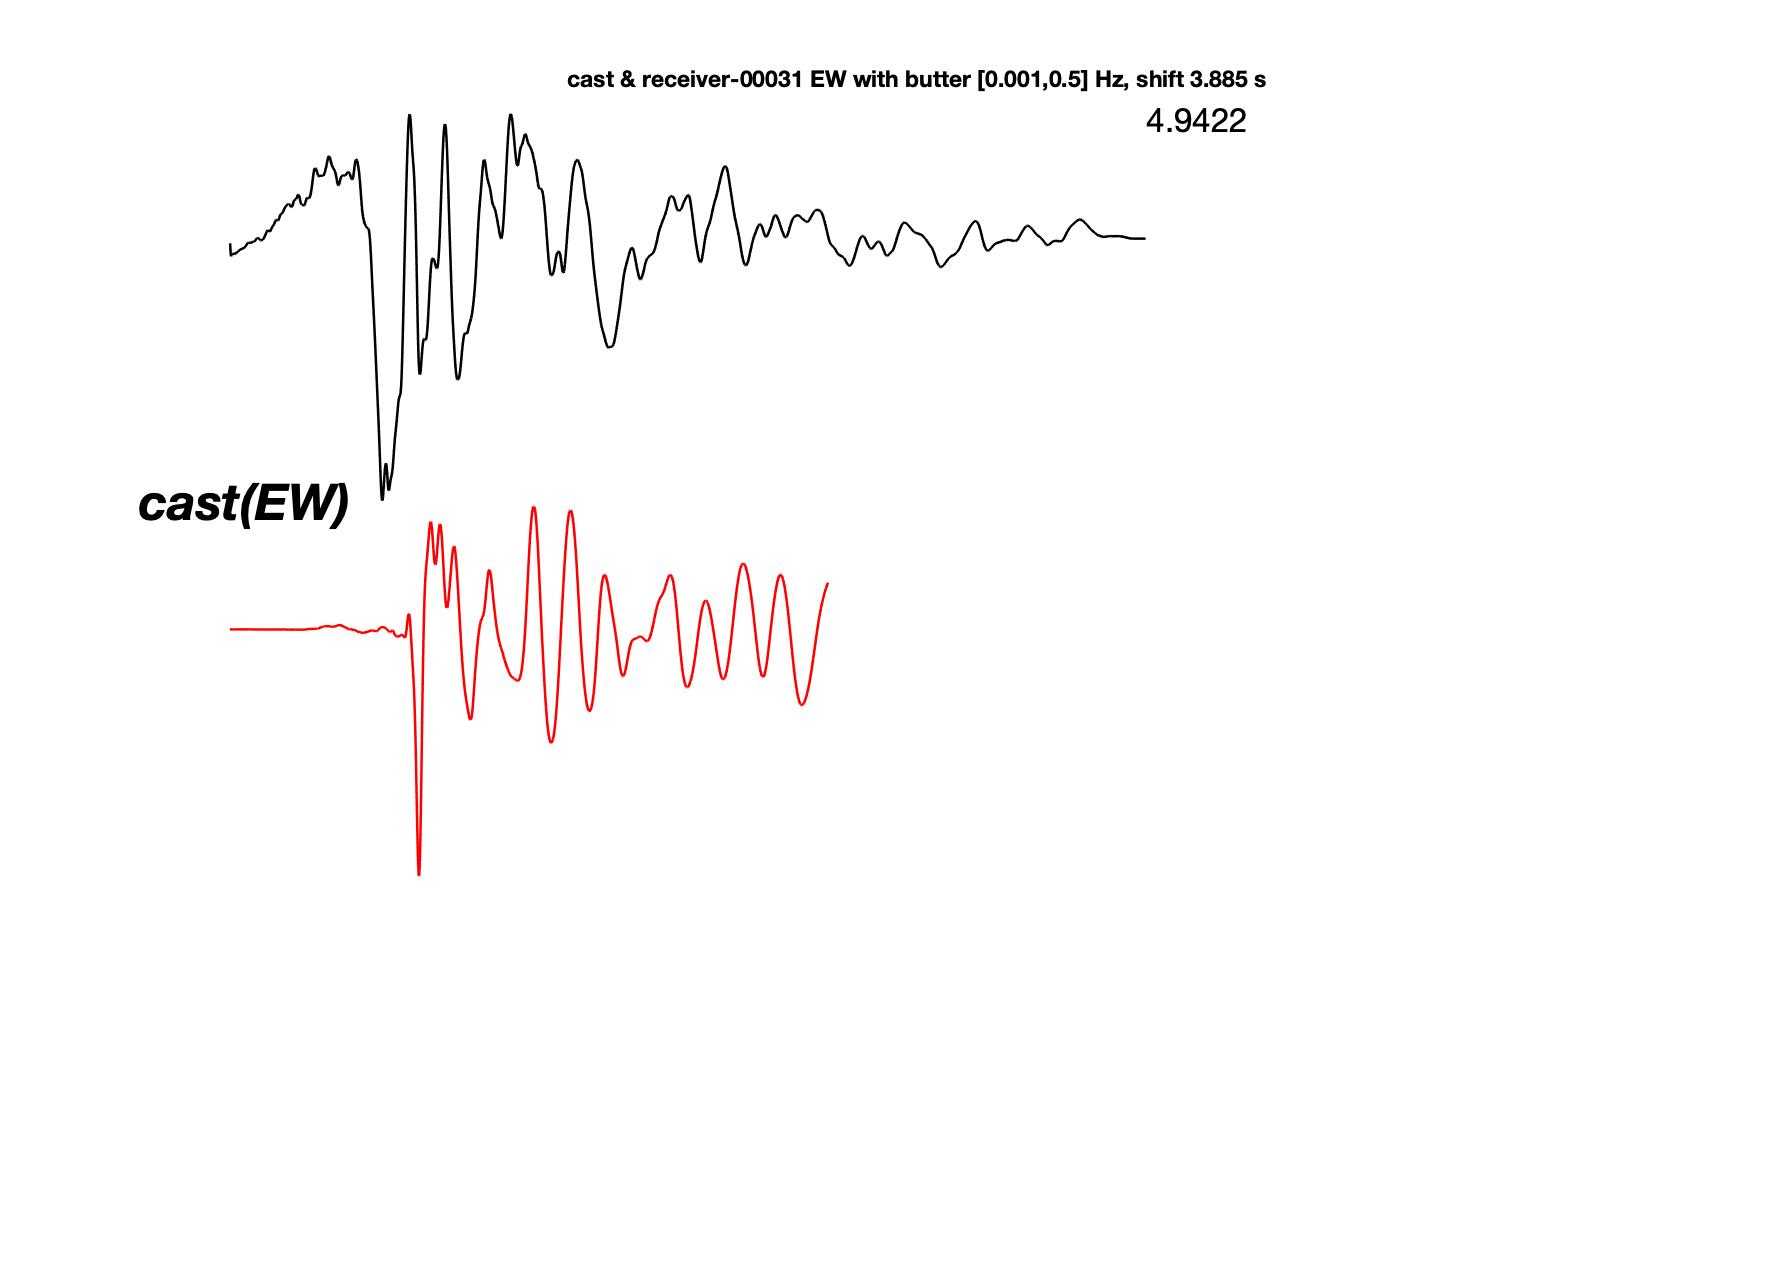 cast & receiver-00031 EW with butter [0.001,0.5] Hz, shift 3.885 s
4.9422
cast(EW)